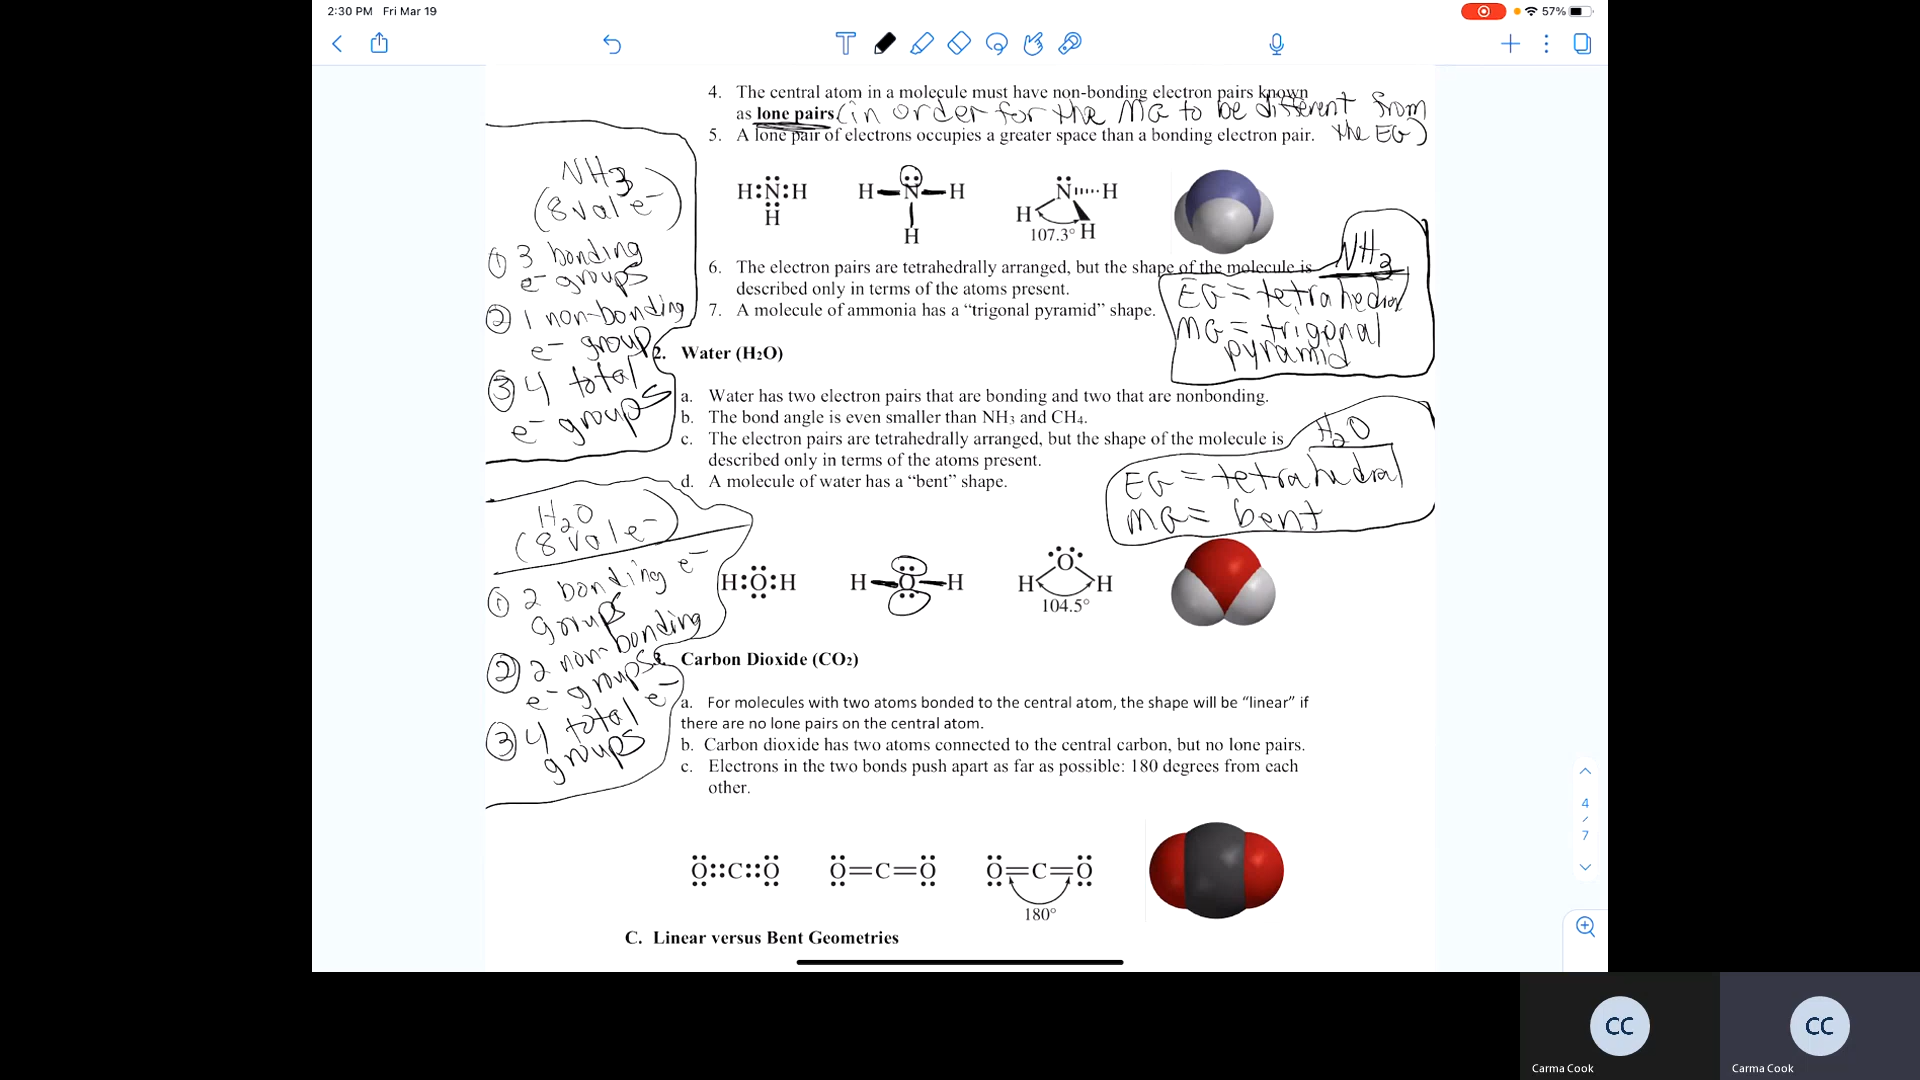 2:30 PM Fri Mar 19
57%
4. The central atom in a molecule must have non-bonding electron pairs known
as lone pairs. (in order for the MG to be different from
the EG)
5. A lone pair of electrons occupies a greater space than a bonding electron pair.
NH3
(8 val e-)
① 3 bonding
e- groups
② 1 non-bonding
e- group
③ 4 total
e- groups
H:N:H
H
H—N—H
H
N H
H
H
107.3°
6. The electron pairs are tetrahedrally arranged, but the shape of the molecule is
described only in terms of the atoms present.
7. A molecule of ammonia has a “trigonal pyramid” shape.
NH3
EG = tetrahedral
MG = trigonal
pyramid
2. Water (H2O)
a. Water has two electron pairs that are bonding and two that are nonbonding.
b. The bond angle is even smaller than NH3 and CH4.
c. The electron pairs are tetrahedrally arranged, but the shape of the molecule is
described only in terms of the atoms present.
d. A molecule of water has a “bent” shape.
H2O
EG = tetrahedral
MG = bent
H2O
(8 val e-)
① 2 bonding e-
groups
② 2 non-bonding
e- groups
③ 4 total e-
groups
H:O:H
H—O—H
O
H H
104.5°
3. Carbon Dioxide (CO2)
a. For molecules with two atoms bonded to the central atom, the shape will be “linear” if
there are no lone pairs on the central atom.
b. Carbon dioxide has two atoms connected to the central carbon, but no lone pairs.
c. Electrons in the two bonds push apart as far as possible: 180 degrees from each
other.
O::C::O
O=C=O
O=C=O
180°
C. Linear versus Bent Geometries
4
/
7
CC
Carma Cook
CC
Carma Cook